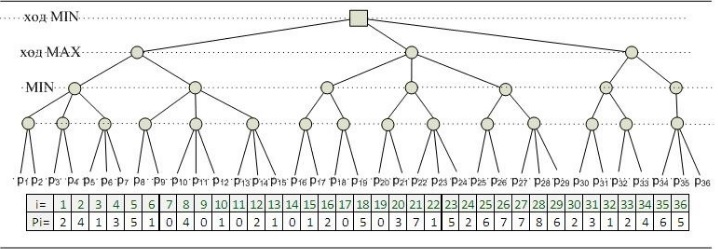 ход MIN
ход MAX
MIN
P1 P2 P3 P4 P5 P6 P7 P8 P9 P10 P11 P12 P13 P14 P15 P16 P17 P18 P19 P20 P21 P22 P23 P24 P25 P26 P27 P27 P28 P29 P30 P31 P32 P33 P34 P35 P36
i= 1 2 3 4 5 6 7 8 9 10 11 12 13 14 15 16 17 18 19 20 21 22 23 24 25 26 27 28 29 30 31 32 33 34 35 36
Pi= 2 4 1 3 5 1 0 4 0 1 0 2 1 0 1 2 0 5 0 3 7 1 5 2 6 7 7 8 6 2 3 1 2 4 6 5